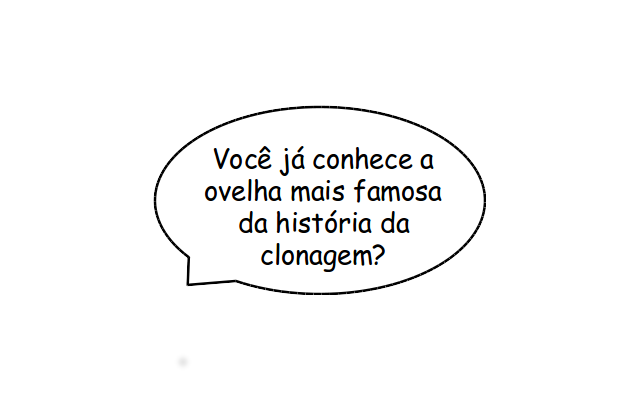 Você já conhece a
ovelha mais famosa
da história da
clonagem?